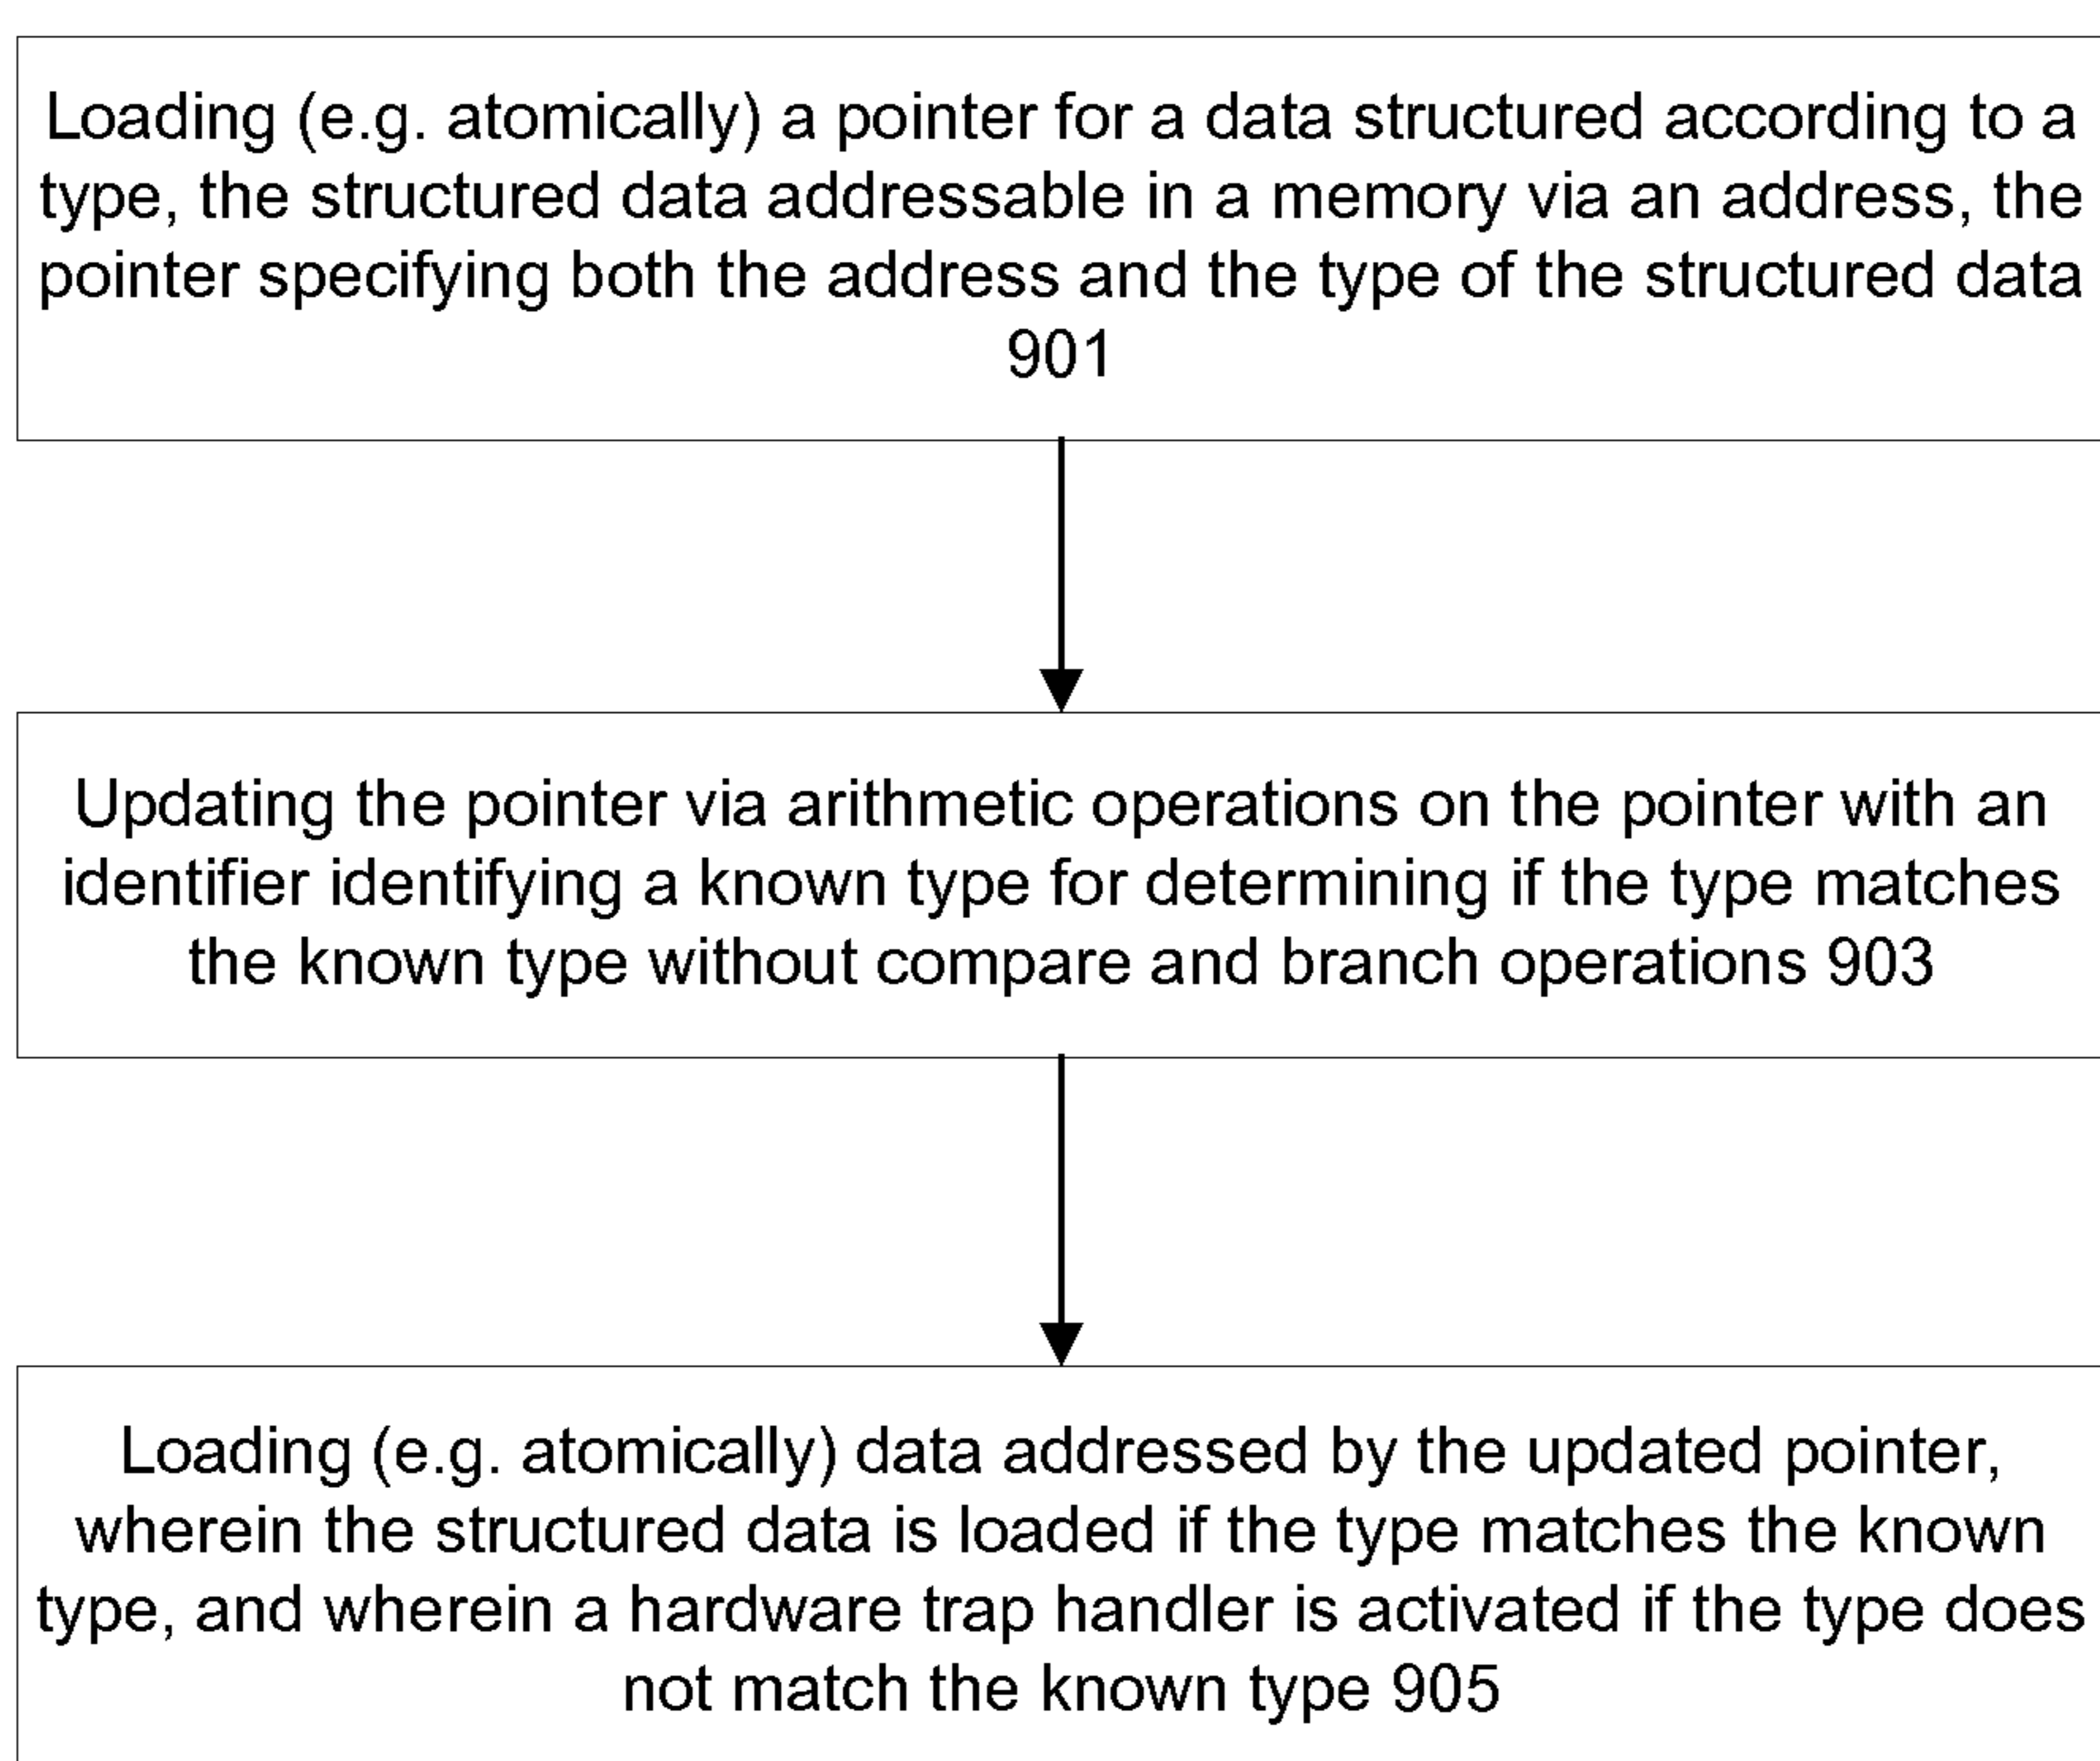 Loading (e.g. atomically) a pointer for a data structured according to a
type, the structured data addressable in a memory via an address, the
pointer specifying both the address and the type of the structured data
901
Updating the pointer via arithmetic operations on the pointer with an
identifier identifying a known type for determining if the type matches
the known type without compare and branch operations 903
Loading (e.g. atomically) data addressed by the updated pointer,
wherein the structured data is loaded if the type matches the known
type, and wherein a hardware trap handler is activated if the type does
not match the known type 905